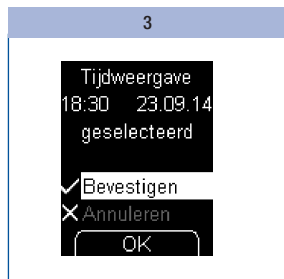 3
Tijdweergave
18:30 23.09.14
geselecteerd
Bevestigen
Annuleren
OK